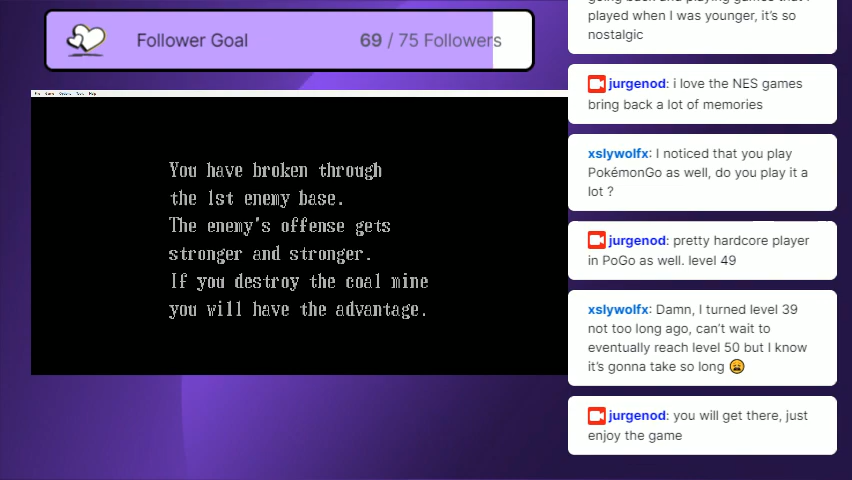 Follower Goal 69 / 75 Followers
File Game Options Tools Help
You have broken through
the 1st enemy base.
The enemy's offense gets
stronger and stronger.
If you destroy the coal mine
you will have the advantage.
played when I was younger, it's so
nostalgic
jurgenod: i love the NES games
bring back a lot of memories
xslywolfx: I noticed that you play
PokémonGo as well, do you play it a
lot ?
jurgenod: pretty hardcore player
in PoGo as well. level 49
xslywolfx: Damn, I turned level 39
not too long ago, can't wait to
eventually reach level 50 but I know
it's gonna take so long 😩
jurgenod: you will get there, just
enjoy the game